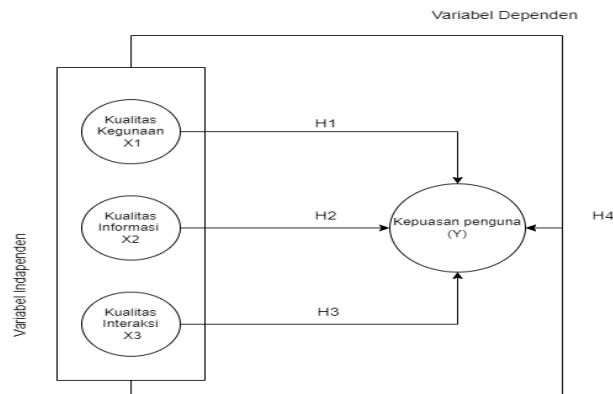 Variabel Dependen
Kualitas
Kegunaan
X1
H1
Kualitas
Informasi
X2
H2
Kepuasan penguna
(Y)
H4
Kualitas
Interaksi
X3
H3
Variabel Indapenden